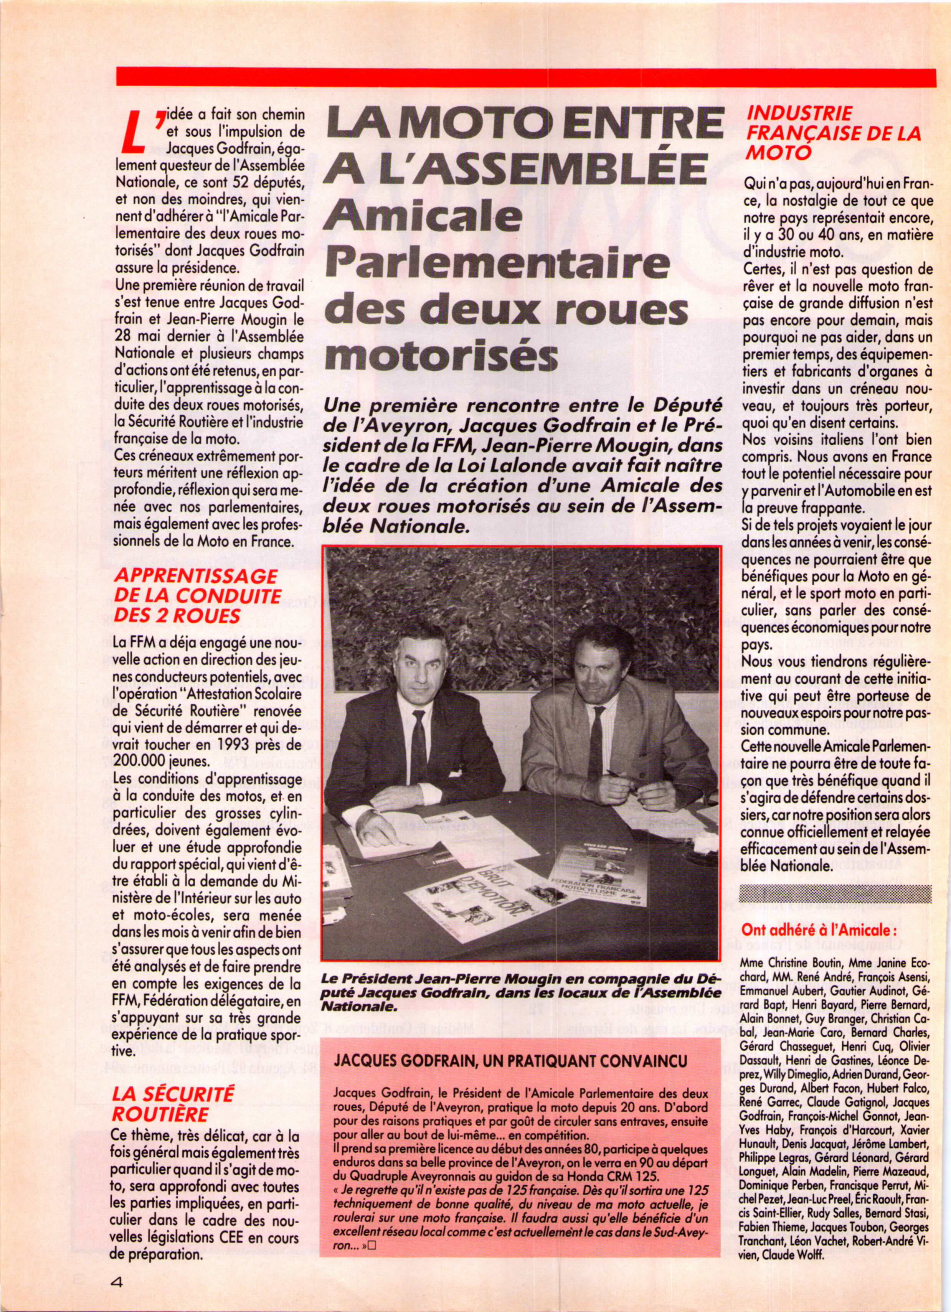 L'idée a fait son chemin
et sous l'impulsion de
Jacques Godfrain, éga-
lement questeur de l'Assemblée
Nationale, ce sont 52 députés,
et non des moindres, qui vien-
nent d'adhérer à "l'Amicale Par-
lementaire des deux roues mo-
torisés" dont Jacques Godfrain
assure la présidence.
Une première réunion de travail
s'est tenue entre Jacques God-
frain et Jean-Pierre Mougin le
28 mai dernier à l'Assemblée
Nationale et plusieurs champs
d'actions ont été retenus, en par-
ticulier, l'apprentissage à la con-
duite des deux roues motorisés,
la Sécurité Routière et l'industrie
française de la moto.
Ces créneaux extrêmement por-
teurs méritent une réflexion ap-
profondie, réflexion qui sera me-
née avec nos parlementaires,
mais également avec les profes-
sionnels de la Moto en France.
APPRENTISSAGE
DE LA CONDUITE
DES 2 ROUES
La FFM a déja engagé une nou-
velle action en direction des jeu-
nes conducteurs potentiels, avec
l'opération "Attestation Scolaire
de Sécurité Routière" renovée
qui vient de démarrer et qui de-
vrait toucher en 1993 près de
200.000 jeunes.
Les conditions d'apprentissage
à la conduite des motos, et en
particulier des grosses cylin-
drées, doivent également évo-
luer et une étude approfondie
du rapport spécial, qui vient d'ê-
tre établi à la demande du Mi-
nistère de l'Intérieur sur les auto
et moto-écoles, sera menée
dans les mois à venir afin de bien
s'assurer que tous les aspects ont
été analysés et de faire prendre
en compte les exigences de la
FFM, Fédération délégataire, en
s'appuyant sur sa très grande
expérience de la pratique spor-
tive.
LA SÉCURITÉ
ROUTIÈRE
Ce thème, très délicat, car à la
fois général mais également très
particulier quand il s'agit de mo-
to, sera approfondi avec toutes
les parties impliquées, en parti-
culier dans le cadre des nou-
velles législations CEE en cours
de préparation.
LA MOTO ENTRE
A L'ASSEMBLÉE
Amicale
Parlementaire
des deux roues
motorisés
Une première rencontre entre le Député
de l'Aveyron, Jacques Godfrain et le Pré-
sident de la FFM, Jean-Pierre Mougin, dans
le cadre de la Loi Lalonde avait fait naître
l'idée de la création d'une Amicale des
deux roues motorisés au sein de l'Assem-
blée Nationale.
BRUT
D'EMOTION
FEDERATION FRANCAISE
MOTOCYCLISME
Le Président Jean-Pierre Mougin en compagnie du Dé-
puté Jacques Godfrain, dans les locaux de l'Assemblée
Nationale.
JACQUES GODFRAIN, UN PRATIQUANT CONVAINCU
Jacques Godfrain, le Président de l'Amicale Parlementaire des deux
roues, Député de l'Aveyron, pratique la moto depuis 20 ans. D'abord
pour des raisons pratiques et par goût de circuler sans entraves, ensuite
pour aller au bout de lui-même... en compétition.
Il prend sa première licence au début des années 80, participe à quelques
enduros dans sa belle province de l'Aveyron, on le verra en 90 au départ
du Quadruple Aveyronnais au guidon de sa Honda CRM 125.
« Je regrette qu'il n'existe pas de 125 française. Dès qu'il sortira une 125
techniquement de bonne qualité, du niveau de ma moto actuelle, je
roulerai sur une moto française. Il faudra aussi qu'elle bénéficie d'un
excellent réseau local comme c'est actuellement le cas dans le Sud-Avey-
ron... »□
INDUSTRIE
FRANÇAISE DE LA
MOTO
Qui n'a pas, aujourd'hui en Fran-
ce, la nostalgie de tout ce que
notre pays représentait encore,
il y a 30 ou 40 ans, en matière
d'industrie moto.
Certes, il n'est pas question de
rêver et la nouvelle moto fran-
çaise de grande diffusion n'est
pas encore pour demain, mais
pourquoi ne pas aider, dans un
premier temps, des équipemen-
tiers et fabricants d'organes à
investir dans un créneau nou-
veau, et toujours très porteur,
quoi qu'en disent certains.
Nos voisins italiens l'ont bien
compris. Nous avons en France
tout le potentiel nécessaire pour
y parvenir et l'Automobile en est
la preuve frappante.
Si de tels projets voyaient le jour
dans les années à venir, les consé-
quences ne pourraient être que
bénéfiques pour la Moto en gé-
néral, et le sport moto en parti-
culier, sans parler des consé-
quences économiques pour notre
pays.
Nous vous tiendrons régulière-
ment au courant de cette initia-
tive qui peut être porteuse de
nouveaux espoirs pour notre pas-
sion commune.
Cette nouvelle Amicale Parlemen-
taire ne pourra être de toute fa-
çon que très bénéfique quand il
s'agira de défendre certains dos-
siers, car notre position sera alors
connue officiellement et relayée
efficacement au sein de l'Assem-
blée Nationale.
Ont adhéré à l'Amicale :
Mme Christine Boutin, Mme Janine Eco-
chard, MM. René André, François Asensi,
Emmanuel Aubert, Gautier Audinot, Gé-
rard Bapt, Henri Bayard, Pierre Bernard,
Alain Bonnet, Guy Branger, Christian Ca-
bal, Jean-Marie Caro, Bernard Charles,
Gérard Chasseguet, Henri Cuq, Olivier
Dassault, Henri de Gastines, Léonce De-
prez, Willy Dimeglio, Adrien Durand, Geor-
ges Durand, Albert Facon, Hubert Falco,
René Garrec, Claude Gatignol, Jacques
Godfrain, François-Michel Gonnot, Jean-
Yves Haby, François d'Harcourt, Xavier
Hunault, Denis Jacquat, Jérôme Lambert,
Philippe Legras, Gérard Léonard, Gérard
Longuet, Alain Madelin, Pierre Mazeaud,
Dominique Perben, Francisque Perrut, Mi-
chel Pezet, Jean-Luc Preel, Éric Raoult, Fran-
cis Saint-Ellier, Rudy Salles, Bernard Stasi,
Fabien Thieme, Jacques Toubon, Georges
Tranchant, Léon Vachet, Robert-André Vi-
vien, Claude Wolff.
4